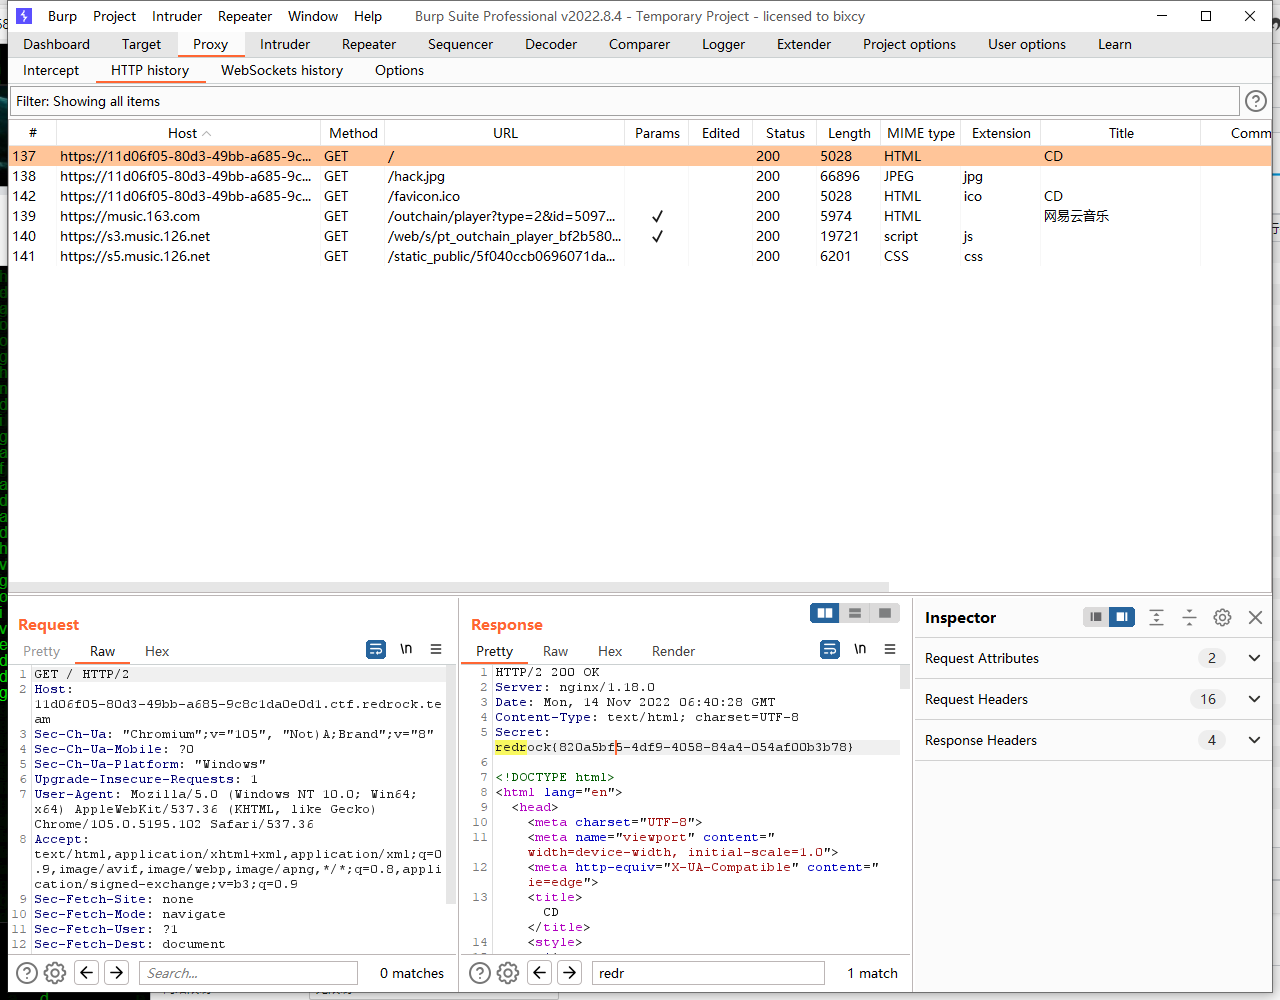 Burp Project Intruder Repeater Window Help Burp Suite Professional v2022.8.4 - Temporary Project - licensed to bixcy
Dashboard Target Proxy Intruder Repeater Sequencer Decoder Comparer Logger Extender Project options User options Learn
Intercept HTTP history WebSockets history Options
Filter: Showing all items
# Host Method URL Params Edited Status Length MIME type Extension Title Comm
137 https://11d06f05-80d3-49bb-a685-9c... GET / 200 5028 HTML CD
138 https://11d06f05-80d3-49bb-a685-9c... GET /hack.jpg 200 66896 JPEG jpg
142 https://11d06f05-80d3-49bb-a685-9c... GET /favicon.ico 200 5028 HTML ico CD
139 https://music.163.com GET /outchain/player?type=2&id=5097... ✓ 200 5974 HTML 网易云音乐
140 https://s3.music.126.net GET /web/s/pt_outchain_player_bf2b580... ✓ 200 19721 script js
141 https://s5.music.126.net GET /static_public/5f040ccb0696071da... 200 6201 CSS css
Request
Pretty Raw Hex \n
1 GET / HTTP/2
2 Host:
11d06f05-80d3-49bb-a685-9c8c1da0e0d1.ctf.redrock.te
am
3 Sec-Ch-Ua: "Chromium";v="105", "Not)A;Brand";v="8"
4 Sec-Ch-Ua-Mobile: ?0
5 Sec-Ch-Ua-Platform: "Windows"
6 Upgrade-Insecure-Requests: 1
7 User-Agent: Mozilla/5.0 (Windows NT 10.0; Win64;
x64) AppleWebKit/537.36 (KHTML, like Gecko)
Chrome/105.0.5195.102 Safari/537.36
8 Accept:
text/html,application/xhtml+xml,application/xml;q=0
.9,image/avif,image/webp,image/apng,*/*;q=0.8,appli
cation/signed-exchange;v=b3;q=0.9
9 Sec-Fetch-Site: none
10 Sec-Fetch-Mode: navigate
11 Sec-Fetch-User: ?1
12 Sec-Fetch-Dest: document
Search... 0 matches
Response
Pretty Raw Hex Render \n
1 HTTP/2 200 OK
2 Server: nginx/1.18.0
3 Date: Mon, 14 Nov 2022 06:40:28 GMT
4 Content-Type: text/html; charset=UTF-8
5 Secret:
redrock{820a5bf5-4df9-4058-84a4-054af00b3b78}
6
7 <!DOCTYPE html>
8 <html lang="en">
9 <head>
10 <meta charset="UTF-8">
11 <meta name="viewport" content="
width=device-width, initial-scale=1.0">
12 <meta http-equiv="X-UA-Compatible" content="
ie=edge">
13 <title>
CD
</title>
14 <style>
redr 1 match
Inspector
Request Attributes 2
Request Headers 16
Response Headers 4